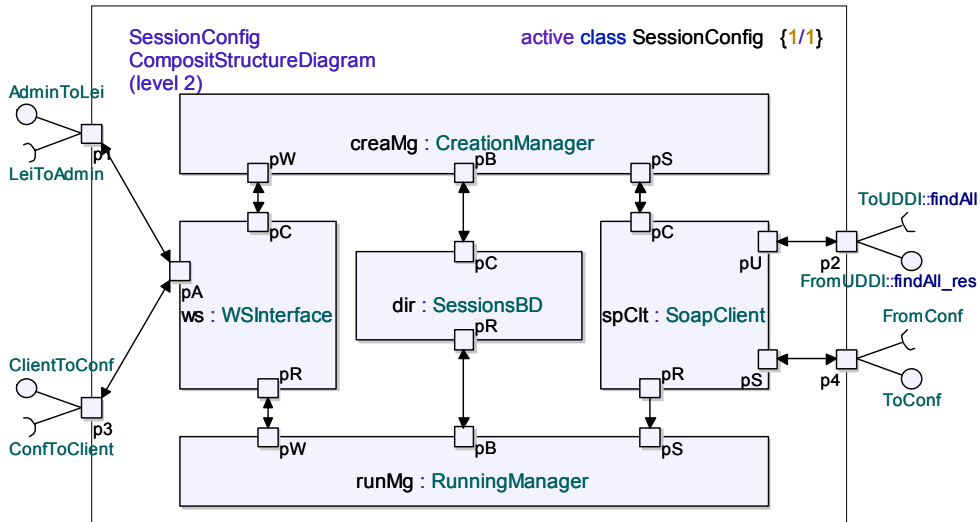 SessionConfig
CompositStructureDiagram
(level 2)
active class SessionConfig {1/1}
AdminToLei
p1
LeiToAdmin
creaMg : CreationManager
pW
pB
pS
pC
pC
pC
ToUDDI::findAll
pU
p2
FromUDDI::findAll_res
pA
ws : WSInterface
dir : SessionsBD
spClt : SoapClient
pR
FromConf
ClientToConf
pR
pR
pS
p4
ToConf
p3
ConfToClient
pW
pB
pS
runMg : RunningManager